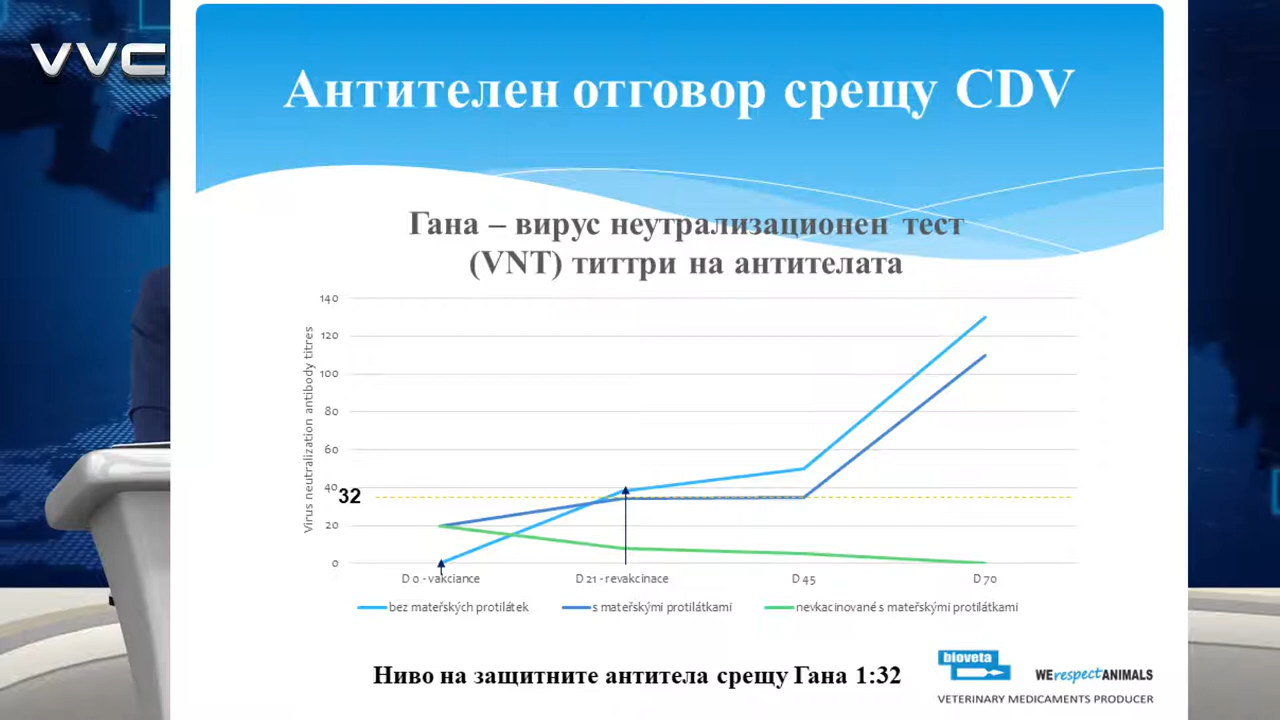 VVC
Антителен отговор срещу CDV
Гана – вирус неутрализационен тест
(VNT) титтри на антителата
Virus neutralization antibody titres
140
120
100
80
60
40
32
20
0
D 0 - vakciance
D 21 - revakcinace
D 45
D 70
bez mateřských protilátek
s mateřskými protilátkami
nevkacinované s mateřskými protilátkami
Ниво на защитните антитела срещу Гана 1:32
bioveta
WE respect ANIMALS
VETERINARY MEDICAMENTS PRODUCER